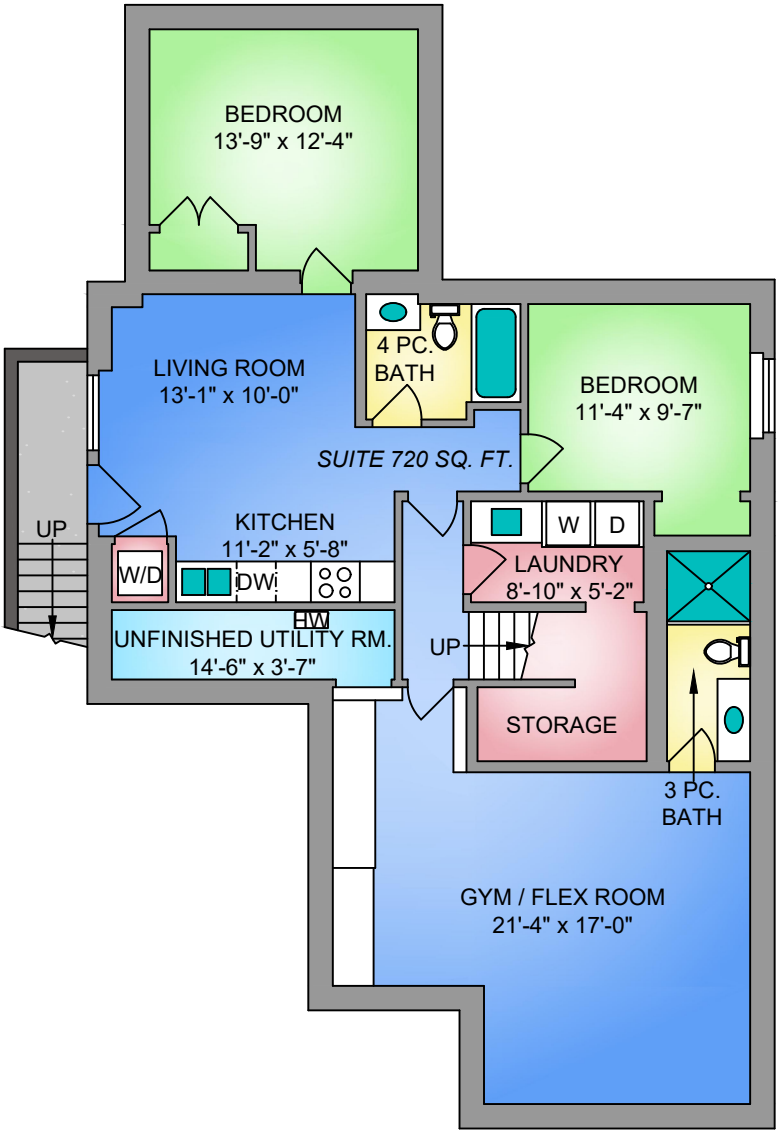 BEDROOM
13'-9" x 12'-4"
LIVING ROOM
13'-1" x 10'-0"
4 PC.
BATH
BEDROOM
11'-4" x 9'-7"
SUITE 720 SQ. FT.
UP
KITCHEN
11'-2" x 5'-8"
W
D
W/D
DW
LAUNDRY
8'-10" x 5'-2"
HW
UNFINISHED UTILITY RM.
14'-6" x 3'-7"
UP
STORAGE
3 PC.
BATH
GYM / FLEX ROOM
21'-4" x 17'-0"